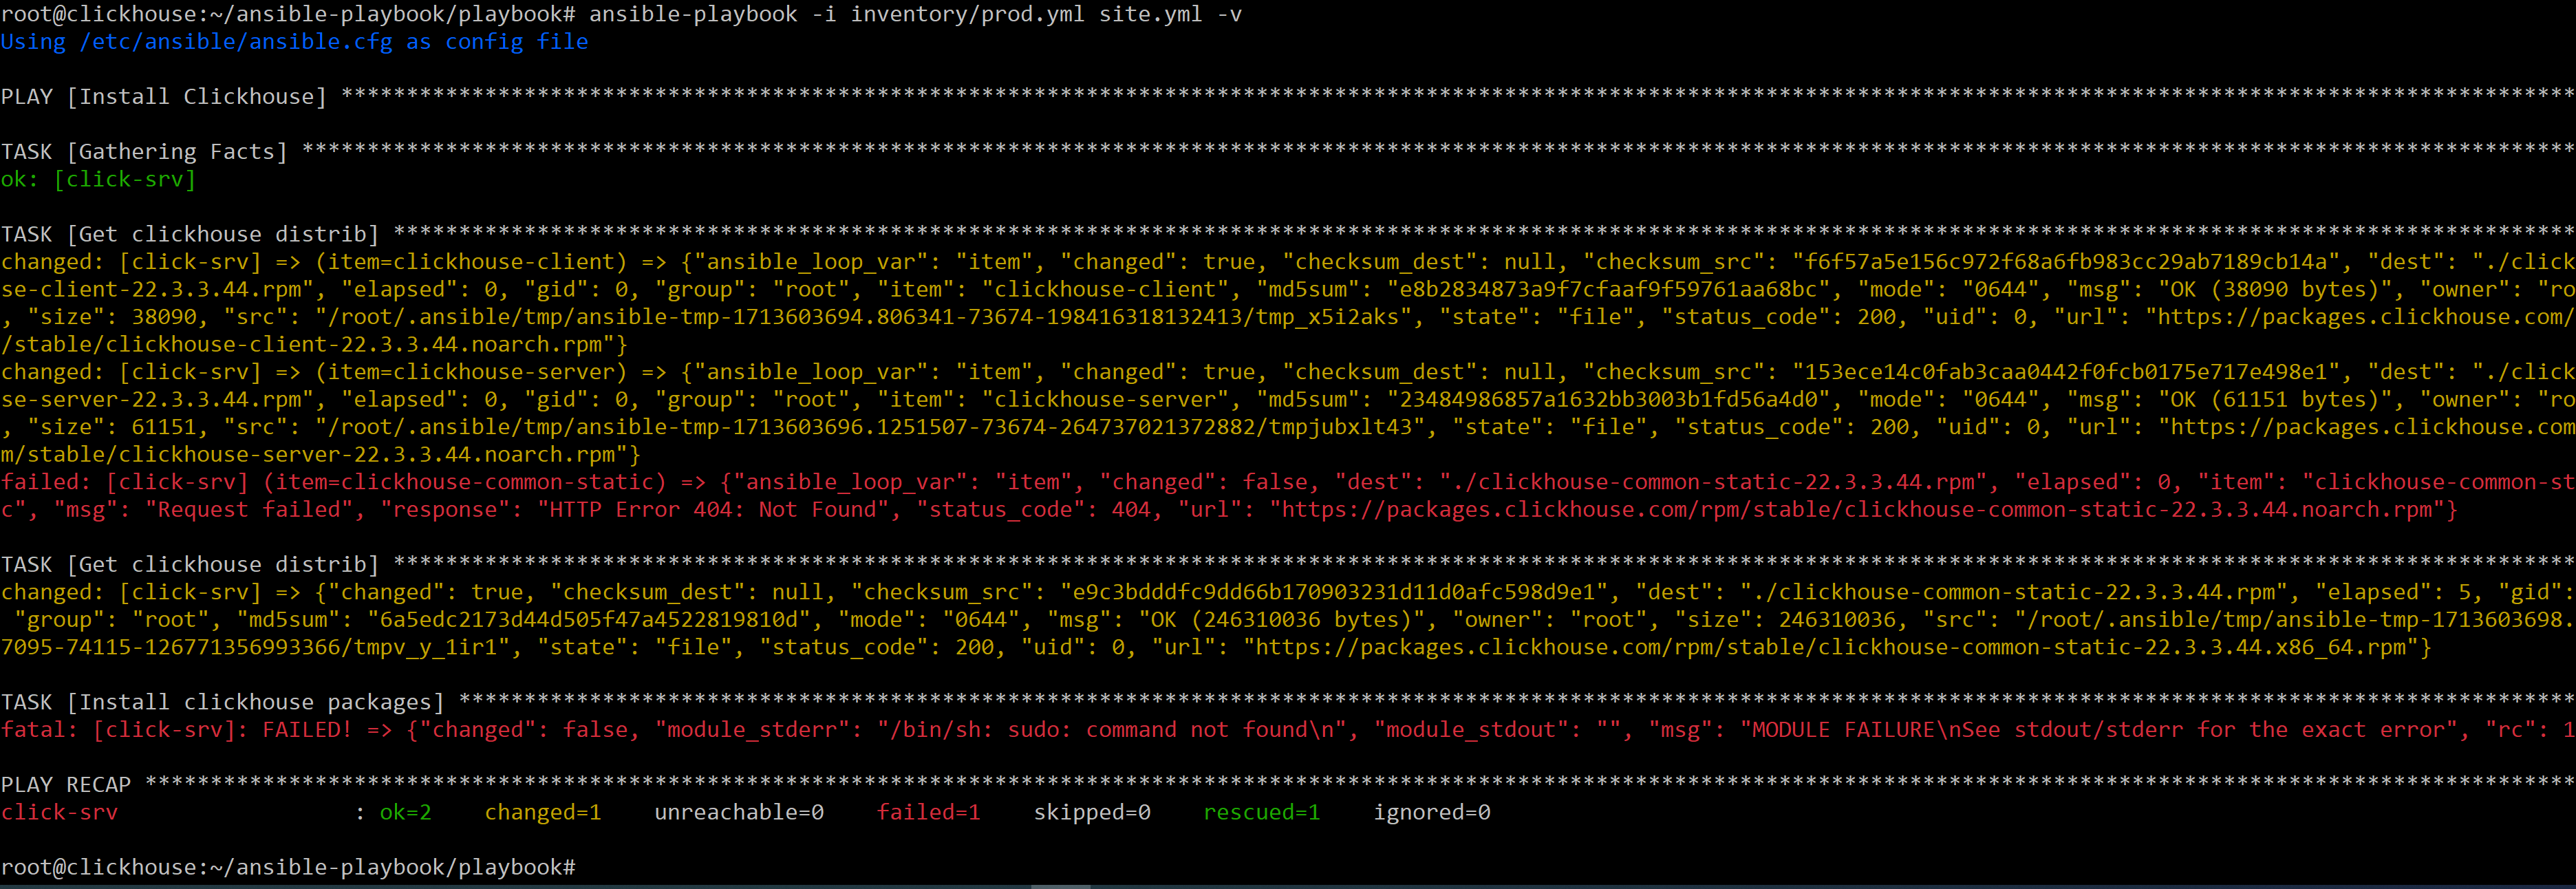 root@clickhouse:~/ansible-playbook/playbook# ansible-playbook -i inventory/prod.yml site.yml -v
Using /etc/ansible/ansible.cfg as config file
PLAY [Install Clickhouse] ****************************************************************************************************************************************************************************
TASK [Gathering Facts] *******************************************************************************************************************************************************************************
ok: [click-srv]
TASK [Get clickhouse distrib] ************************************************************************************************************************************************************************
changed: [click-srv] => (item=clickhouse-client) => {"ansible_loop_var": "item", "changed": true, "checksum_dest": null, "checksum_src": "f6f57a5e156c972f68a6fb983cc29ab7189cb14a", "dest": "./click
se-client-22.3.3.44.rpm", "elapsed": 0, "gid": 0, "group": "root", "item": "clickhouse-client", "md5sum": "e8b2834873a9f7cfaaf9f59761aa68bc", "mode": "0644", "msg": "OK (38090 bytes)", "owner": "ro
, "size": 38090, "src": "/root/.ansible/tmp/ansible-tmp-1713603694.806341-73674-198416318132413/tmp_x5i2aks", "state": "file", "status_code": 200, "uid": 0, "url": "https://packages.clickhouse.com/
/stable/clickhouse-client-22.3.3.44.noarch.rpm"}
changed: [click-srv] => (item=clickhouse-server) => {"ansible_loop_var": "item", "changed": true, "checksum_dest": null, "checksum_src": "153ece14c0fab3caa0442f0fcb0175e717e498e1", "dest": "./click
se-server-22.3.3.44.rpm", "elapsed": 0, "gid": 0, "group": "root", "item": "clickhouse-server", "md5sum": "23484986857a1632bb3003b1fd56a4d0", "mode": "0644", "msg": "OK (61151 bytes)", "owner": "ro
, "size": 61151, "src": "/root/.ansible/tmp/ansible-tmp-1713603696.1251507-73674-264737021372882/tmpjubxlt43", "state": "file", "status_code": 200, "uid": 0, "url": "https://packages.clickhouse.com
m/stable/clickhouse-server-22.3.3.44.noarch.rpm"}
failed: [click-srv] (item=clickhouse-common-static) => {"ansible_loop_var": "item", "changed": false, "dest": "./clickhouse-common-static-22.3.3.44.rpm", "elapsed": 0, "item": "clickhouse-common-st
c", "msg": "Request failed", "response": "HTTP Error 404: Not Found", "status_code": 404, "url": "https://packages.clickhouse.com/rpm/stable/clickhouse-common-static-22.3.3.44.noarch.rpm"}
TASK [Get clickhouse distrib] ************************************************************************************************************************************************************************
changed: [click-srv] => {"changed": true, "checksum_dest": null, "checksum_src": "e9c3bdddfc9dd66b170903231d11d0afc598d9e1", "dest": "./clickhouse-common-static-22.3.3.44.rpm", "elapsed": 5, "gid":
"group": "root", "md5sum": "6a5edc2173d44d505f47a4522819810d", "mode": "0644", "msg": "OK (246310036 bytes)", "owner": "root", "size": 246310036, "src": "/root/.ansible/tmp/ansible-tmp-1713603698.
7095-74115-126771356993366/tmpv_y_1ir1", "state": "file", "status_code": 200, "uid": 0, "url": "https://packages.clickhouse.com/rpm/stable/clickhouse-common-static-22.3.3.44.x86_64.rpm"}
TASK [Install clickhouse packages] *******************************************************************************************************************************************************************
fatal: [click-srv]: FAILED! => {"changed": false, "module_stderr": "/bin/sh: sudo: command not found\n", "module_stdout": "", "msg": "MODULE FAILURE\nSee stdout/stderr for the exact error", "rc": 1
PLAY RECAP *******************************************************************************************************************************************************************************************
click-srv : ok=2 changed=1 unreachable=0 failed=1 skipped=0 rescued=1 ignored=0
root@clickhouse:~/ansible-playbook/playbook#